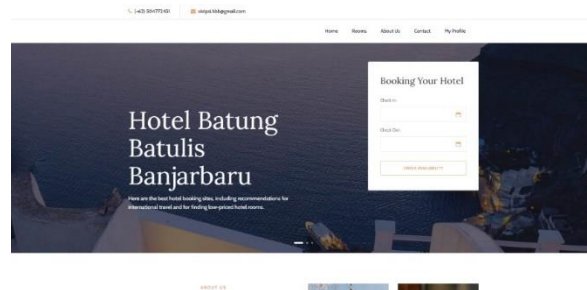 Home Rooms About Us Contact My Profile
Booking Your Hotel
Check In:
Check Out:
Hotel Batung
Batulis
Banjarbaru
Here are the best hotel booking sites, including recommendations for
international travel and for finding low-priced hotel rooms.
ABOUT US